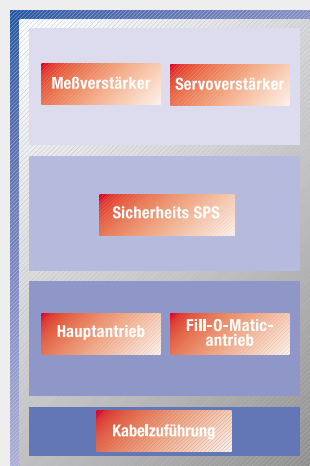 Meßverstärker
Servoverstärker
Sicherheits SPS
Hauptantrieb
Fill-O-Matic-
antrieb
Kabelzuführung